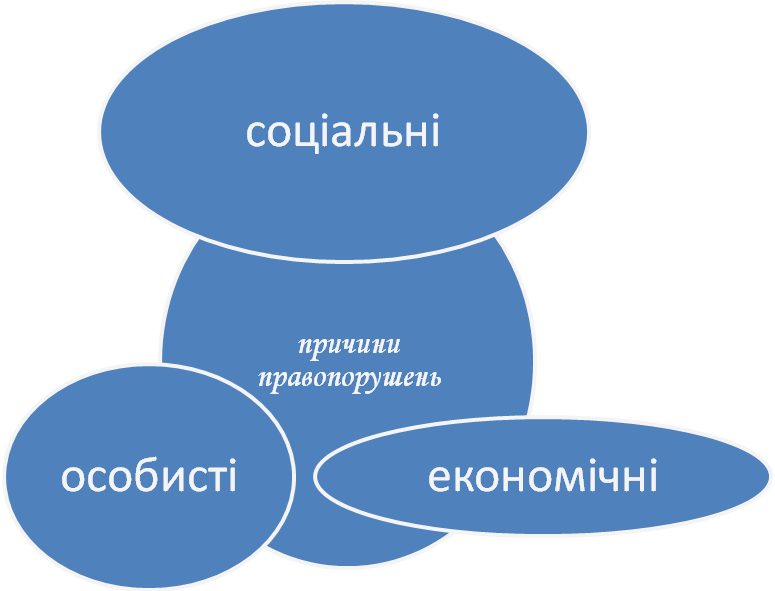 соціальні
причини
правопорушень
особисті
економічні